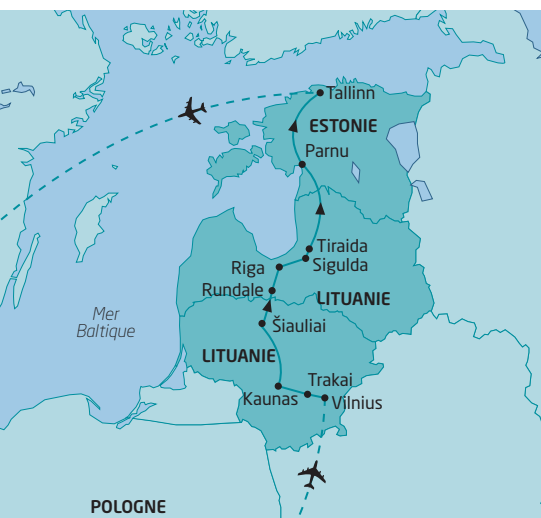 Tallinn
ESTONIE
Parnu
Tiraida
Sigulda
Riga
Rundale
LITUANIE
Mer
Baltique
Šiauliai
LITUANIE
Trakai
Kaunas
Vilnius
POLOGNE